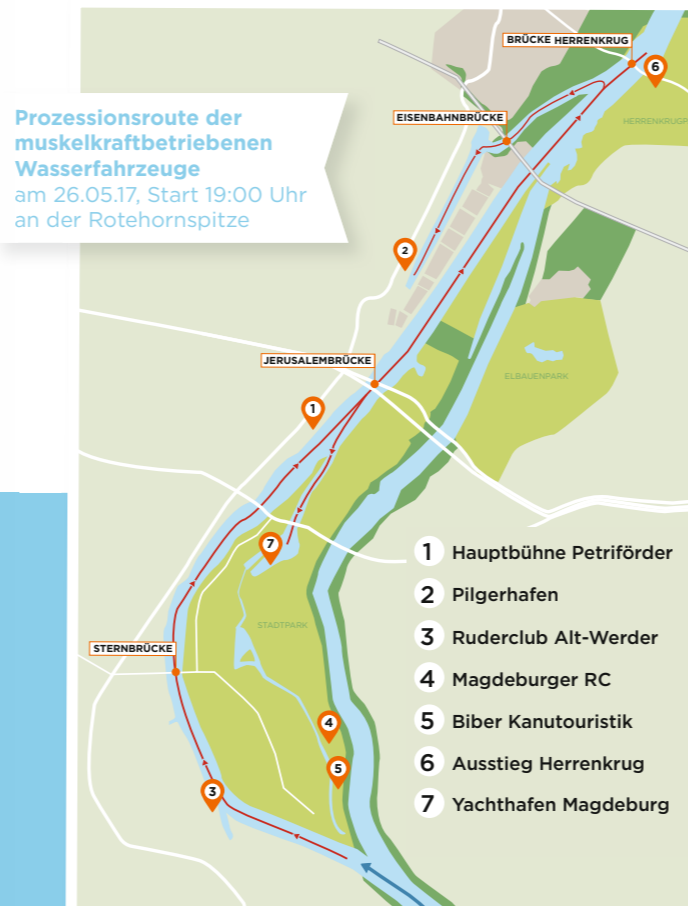 Prozessionsroute der
muskelkraftbetriebenen
Wasserfahrzeuge
am 26.05.17, Start 19:00 Uhr
an der Rotehornspitze
BRÜCKE HERRENKRUG
6
EISENBAHNBRÜCKE
HERRENKRUGP
2
JERUSALEMBRÜCKE
ELBAUENPARK
1
7
STADTPARK
STERNBRÜCKE
4
5
3
1 Hauptbühne Petriförder
2 Pilgerhafen
3 Ruderclub Alt-Werder
4 Magdeburger RC
5 Biber Kanutouristik
6 Ausstieg Herrenkrug
7 Yachthafen Magdeburg